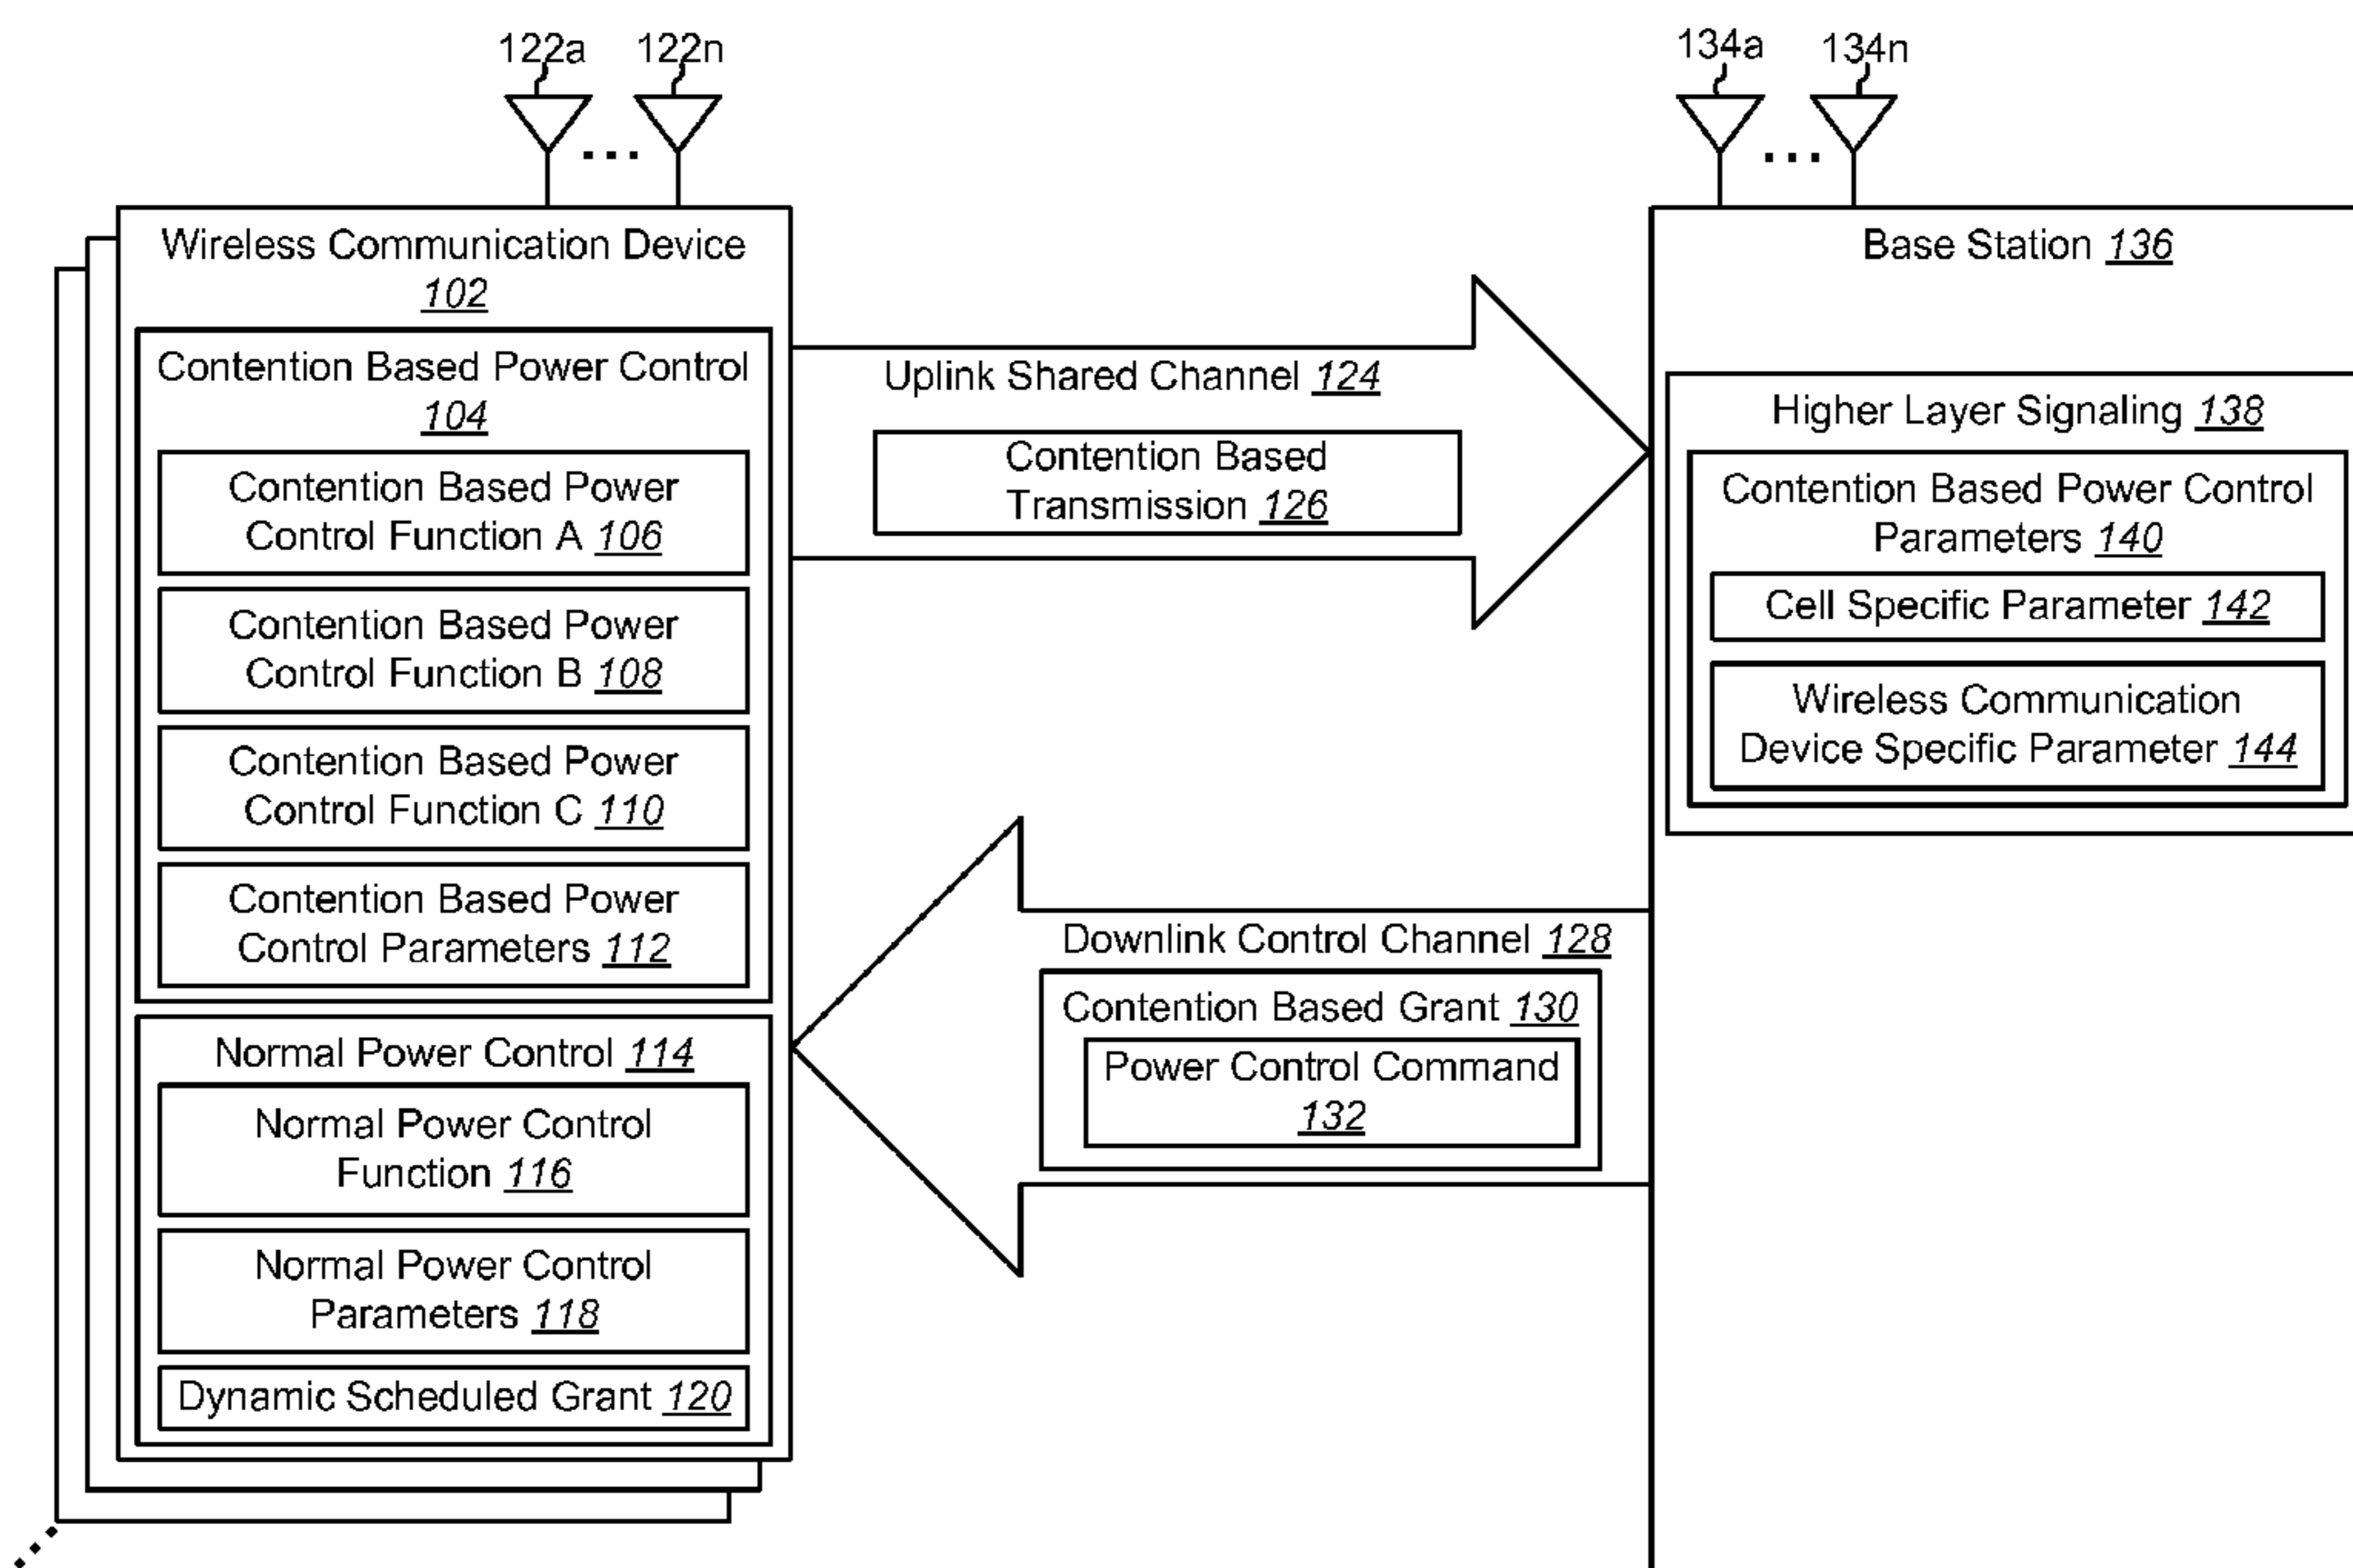 122a 122n
134a 134n
Wireless Communication Device
102
Contention Based Power Control
104
Contention Based Power
Control Function A 106
Contention Based Power
Control Function B 108
Contention Based Power
Control Function C 110
Contention Based Power
Control Parameters 112
Normal Power Control 114
Normal Power Control
Function 116
Normal Power Control
Parameters 118
Dynamic Scheduled Grant 120
Uplink Shared Channel 124
Contention Based
Transmission 126
Downlink Control Channel 128
Contention Based Grant 130
Power Control Command
132
Base Station 136
Higher Layer Signaling 138
Contention Based Power Control
Parameters 140
Cell Specific Parameter 142
Wireless Communication
Device Specific Parameter 144